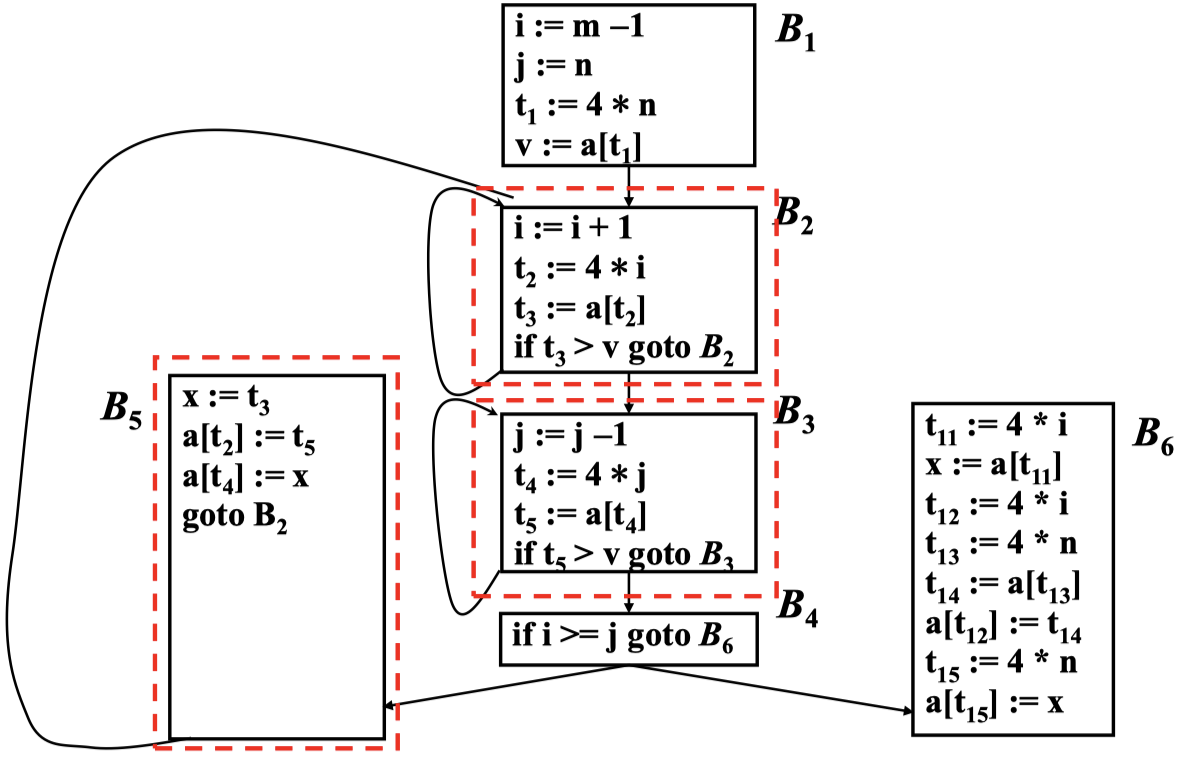 i := m –1
j := n
t₁ := 4 * n
v := a[t₁]
B₁
i := i + 1
t₂ := 4 * i
t₃ := a[t₂]
if t₃ > v goto B₂
B₂
j := j –1
t₄ := 4 * j
t₅ := a[t₄]
if t₅ > v goto B₃
B₃
if i >= j goto B₆
B₄
B₅
x := t₃
a[t₂] := t₅
a[t₄] := x
goto B₂
t₁₁ := 4 * i
x := a[t₁₁]
t₁₂ := 4 * i
t₁₃ := 4 * n
t₁₄ := a[t₁₃]
a[t₁₂] := t₁₄
t₁₅ := 4 * n
a[t₁₅] := x
B₆